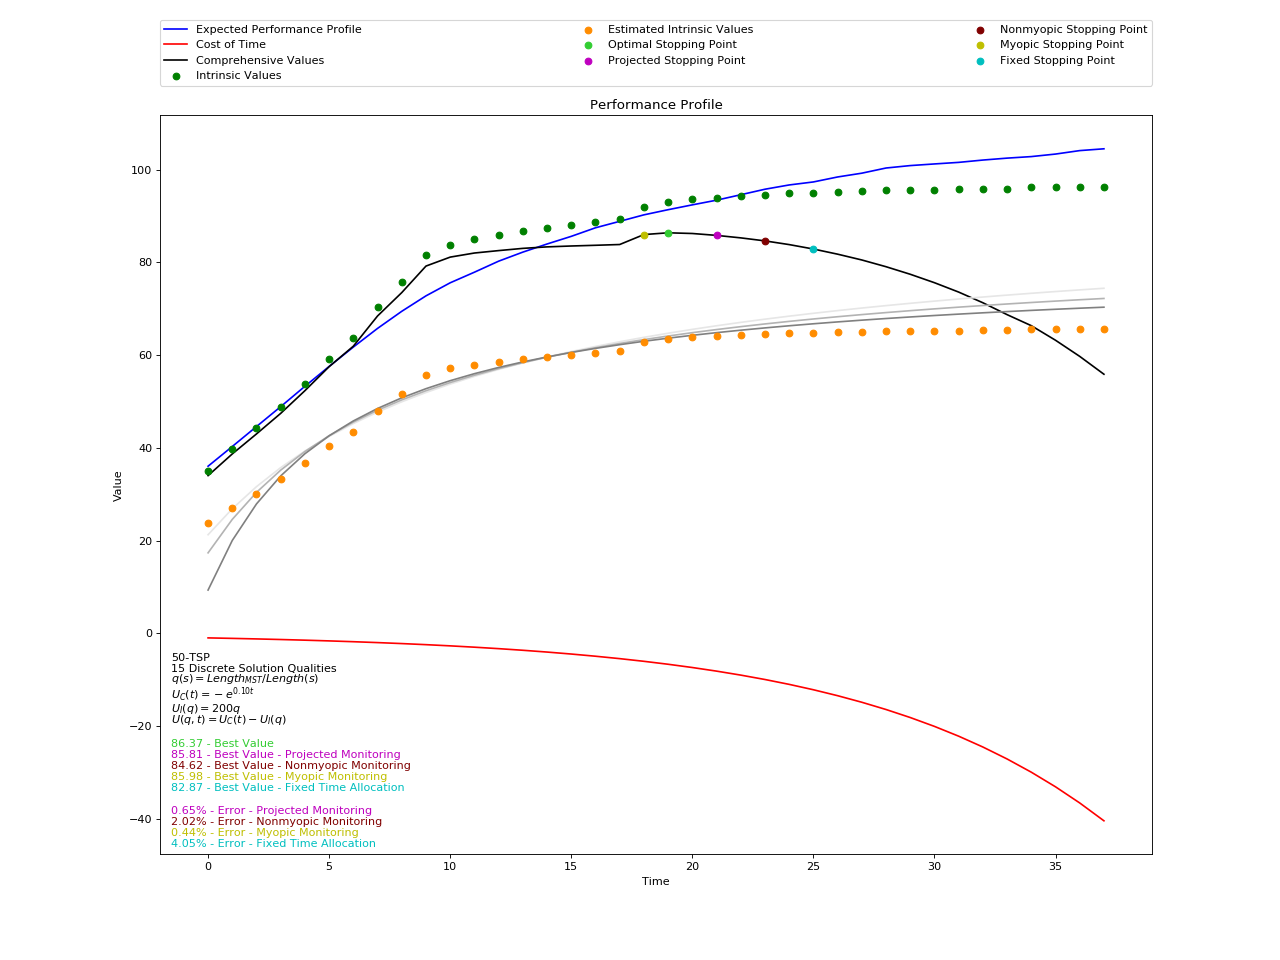 Expected Performance Profile
Cost of Time
Comprehensive Values
Intrinsic Values
Estimated Intrinsic Values
Optimal Stopping Point
Projected Stopping Point
Nonmyopic Stopping Point
Myopic Stopping Point
Fixed Stopping Point
Performance Profile
Value
100
80
60
40
20
0
−20
−40
50-TSP
15 Discrete Solution Qualities
q(s) = Length_{MST}/Length(s)
U_C(t) = −e^{0.10t}
U_I(q) = 200q
U(q, t) = U_C(t) − U_I(q)
86.37 - Best Value
85.81 - Best Value - Projected Monitoring
84.62 - Best Value - Nonmyopic Monitoring
85.98 - Best Value - Myopic Monitoring
82.87 - Best Value - Fixed Time Allocation
0.65% - Error - Projected Monitoring
2.02% - Error - Nonmyopic Monitoring
0.44% - Error - Myopic Monitoring
4.05% - Error - Fixed Time Allocation
0 5 10 15 20 25 30 35
Time